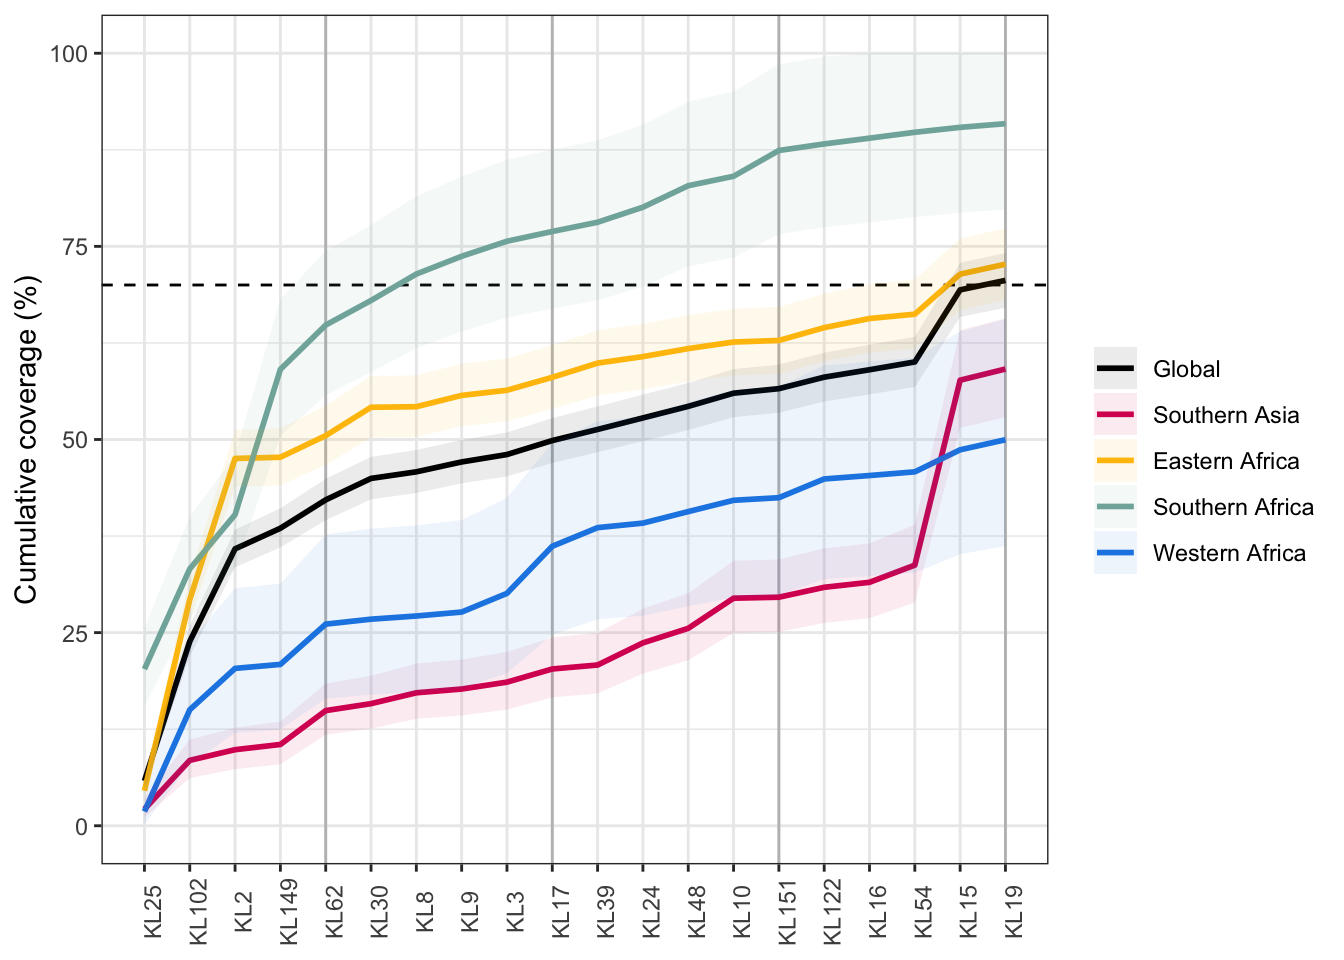 Cumulative coverage (%)
100
75
50
25
0
KL25
KL102
KL2
KL149
KL62
KL30
KL8
KL9
KL3
KL17
KL39
KL24
KL48
KL10
KL151
KL122
KL16
KL54
KL15
KL19
Global
Southern Asia
Eastern Africa
Southern Africa
Western Africa